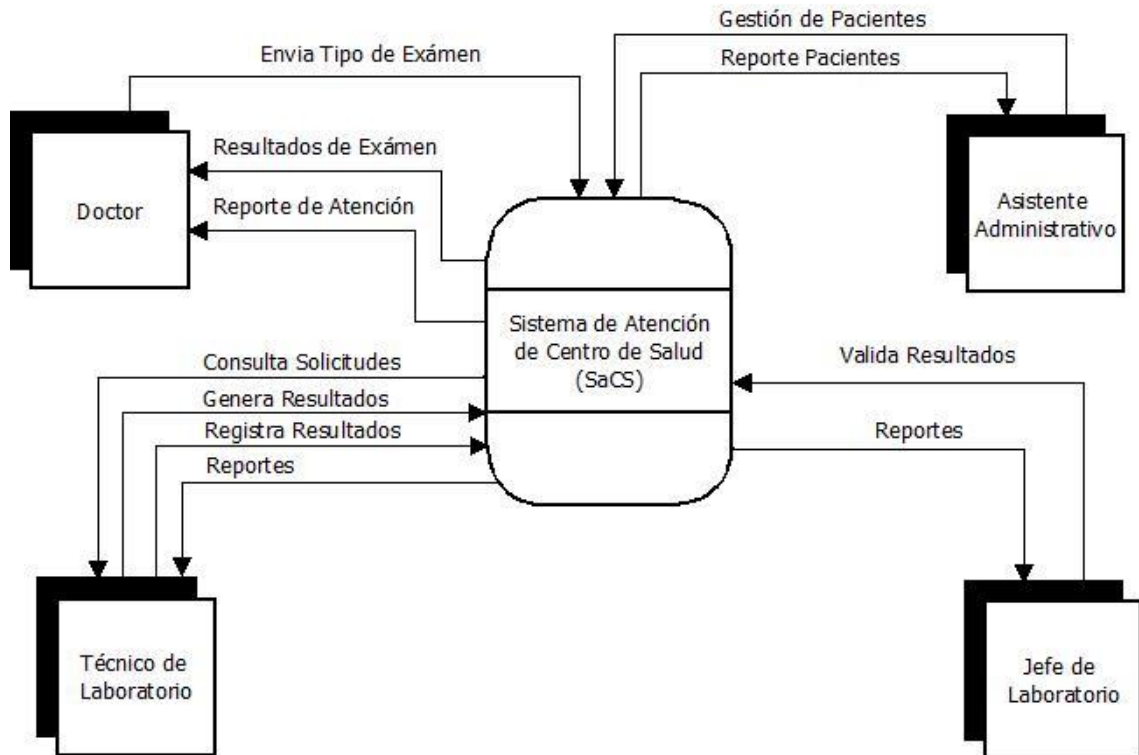 Gestión de Pacientes
Envia Tipo de Exámen
Reporte Pacientes
Resultados de Exámen
Doctor
Reporte de Atención
Asistente
Administrativo
Sistema de Atención
de Centro de Salud
(SaCS)
Consulta Solicitudes
Genera Resultados
Registra Resultados
Reportes
Valida Resultados
Reportes
Técnico de
Laboratorio
Jefe de
Laboratorio